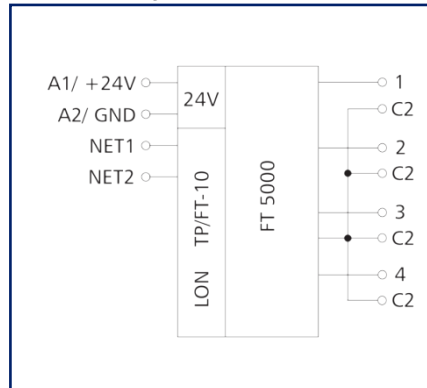 A1/ +24V
A2/ GND
NET1
NET2
24V
LON TP/FT-10
FT 5000
1
C2
2
C2
3
C2
4
C2